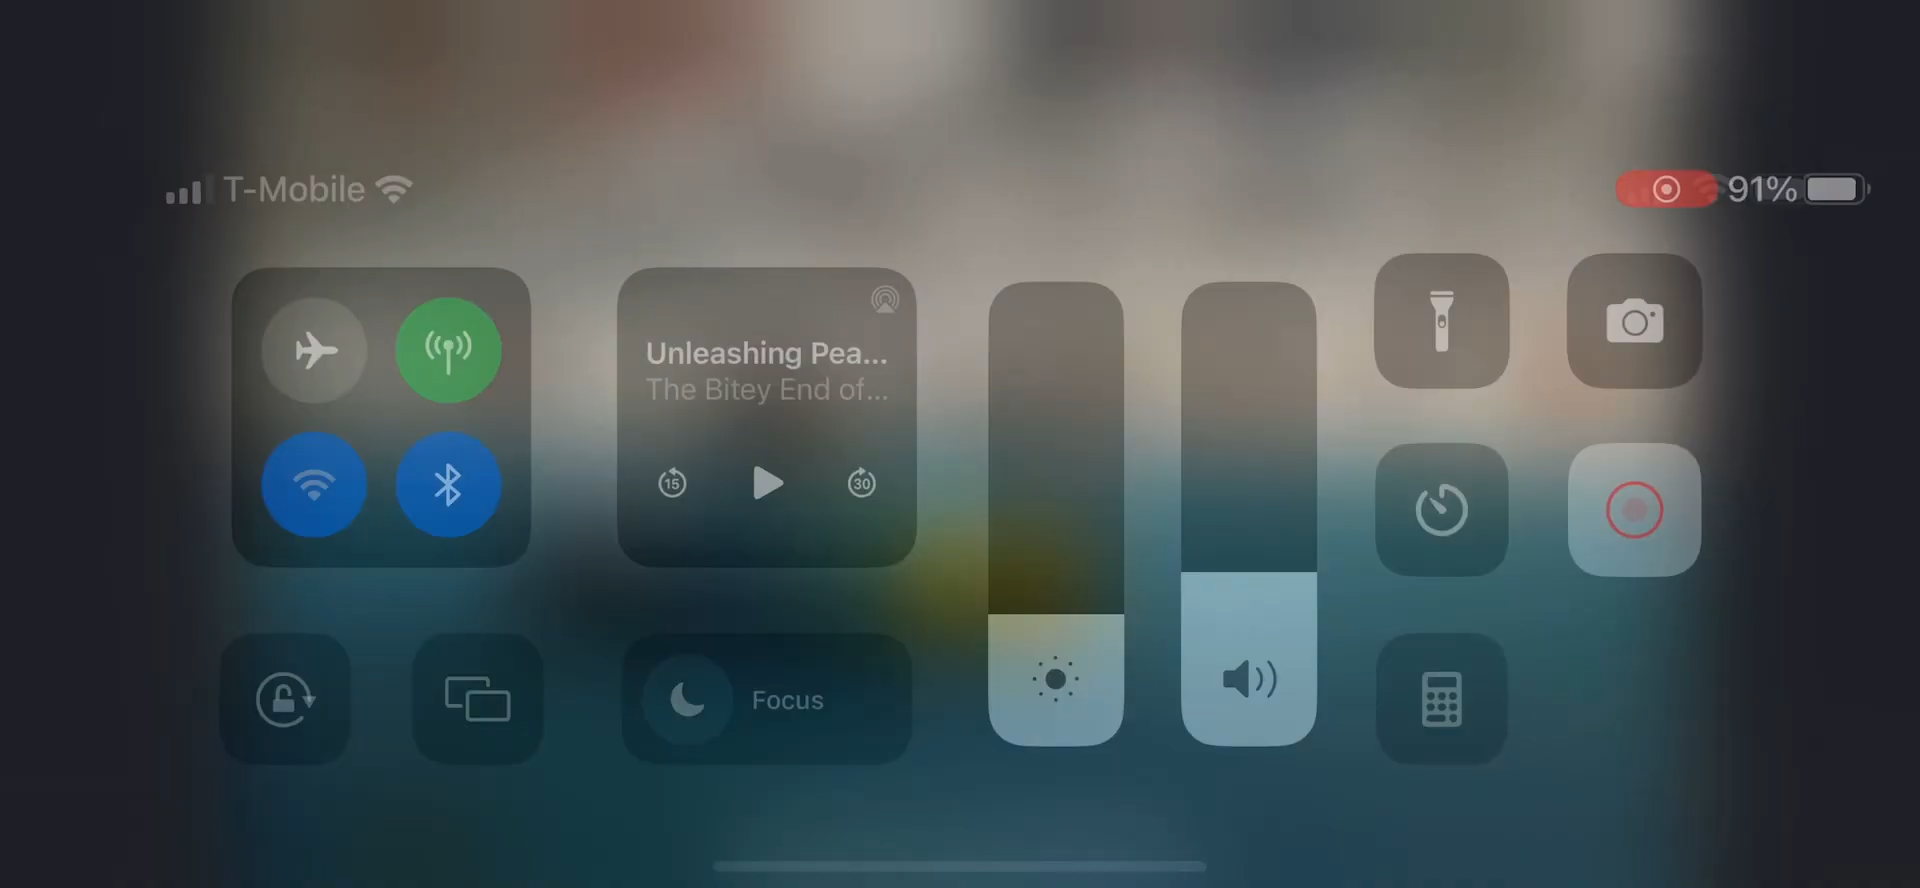 T-Mobile
91%
Unleashing Pea...
The Bitey End of...
15
30
Focus